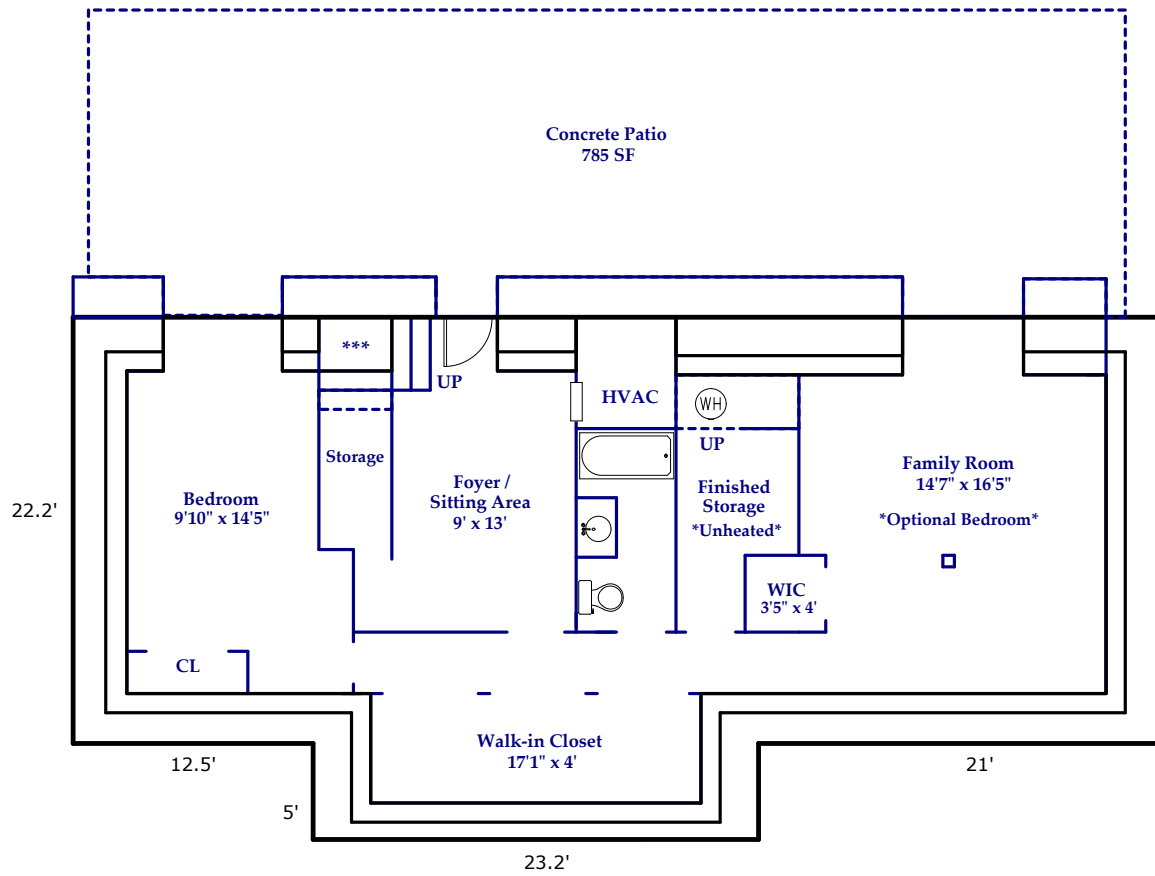 Concrete Patio
785 SF
***
UP
HVAC
WH
UP
Storage
Bedroom
9'10" x 14'5"
Foyer /
Sitting Area
9' x 13'
Finished
Storage
*Unheated*
Family Room
14'7" x 16'5"
*Optional Bedroom*
22.2'
WIC
3'5" x 4'
CL
Walk-in Closet
17'1" x 4'
12.5'
21'
5'
23.2'